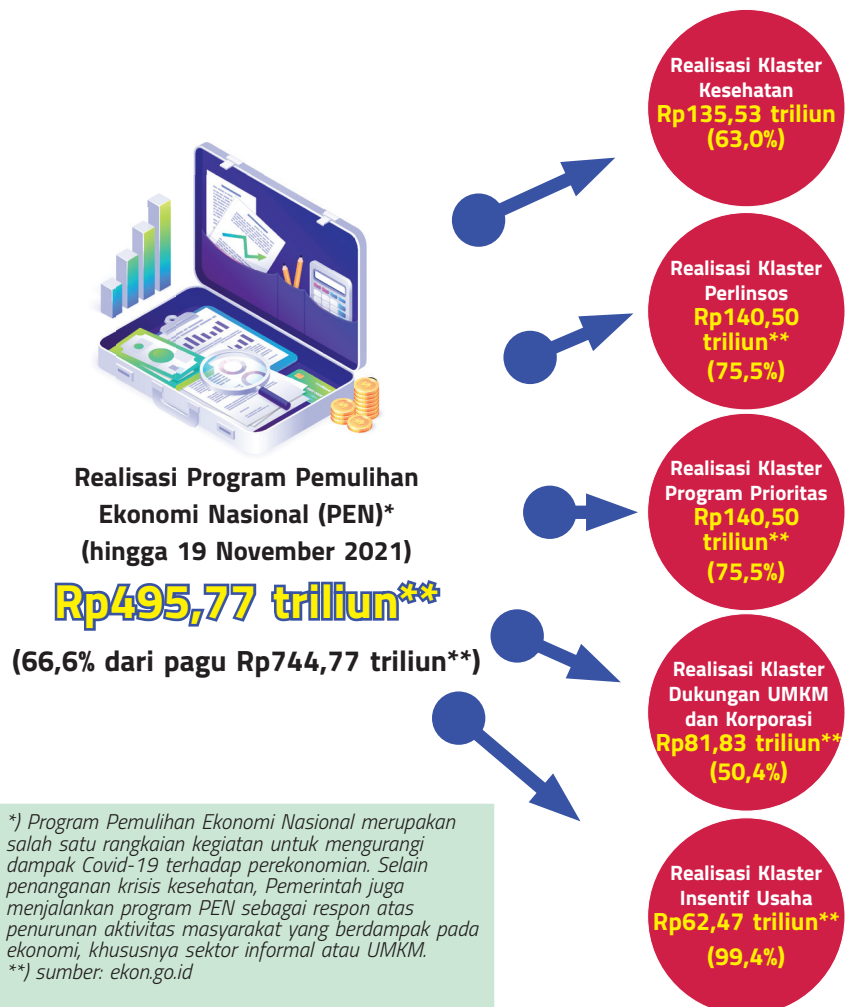 Realisasi Program Pemulihan
Ekonomi Nasional (PEN)*
(hingga 19 November 2021)
Rp495,77 triliun**
(66,6% dari pagu Rp744,77 triliun**)
Realisasi Klaster
Kesehatan
Rp135,53 triliun
(63,0%)
Realisasi Klaster
Perlinsos
Rp140,50
triliun**
(75,5%)
Realisasi Klaster
Program Prioritas
Rp140,50
triliun**
(75,5%)
Realisasi Klaster
Dukungan UMKM
dan Korporasi
Rp81,83 triliun**
(50,4%)
Realisasi Klaster
Insentif Usaha
Rp62,47 triliun**
(99,4%)
*) Program Pemulihan Ekonomi Nasional merupakan
salah satu rangkaian kegiatan untuk mengurangi
dampak Covid-19 terhadap perekonomian. Selain
penanganan krisis kesehatan, Pemerintah juga
menjalankan program PEN sebagai respon atas
penurunan aktivitas masyarakat yang berdampak pada
ekonomi, khususnya sektor informal atau UMKM.
**) sumber: ekon.go.id